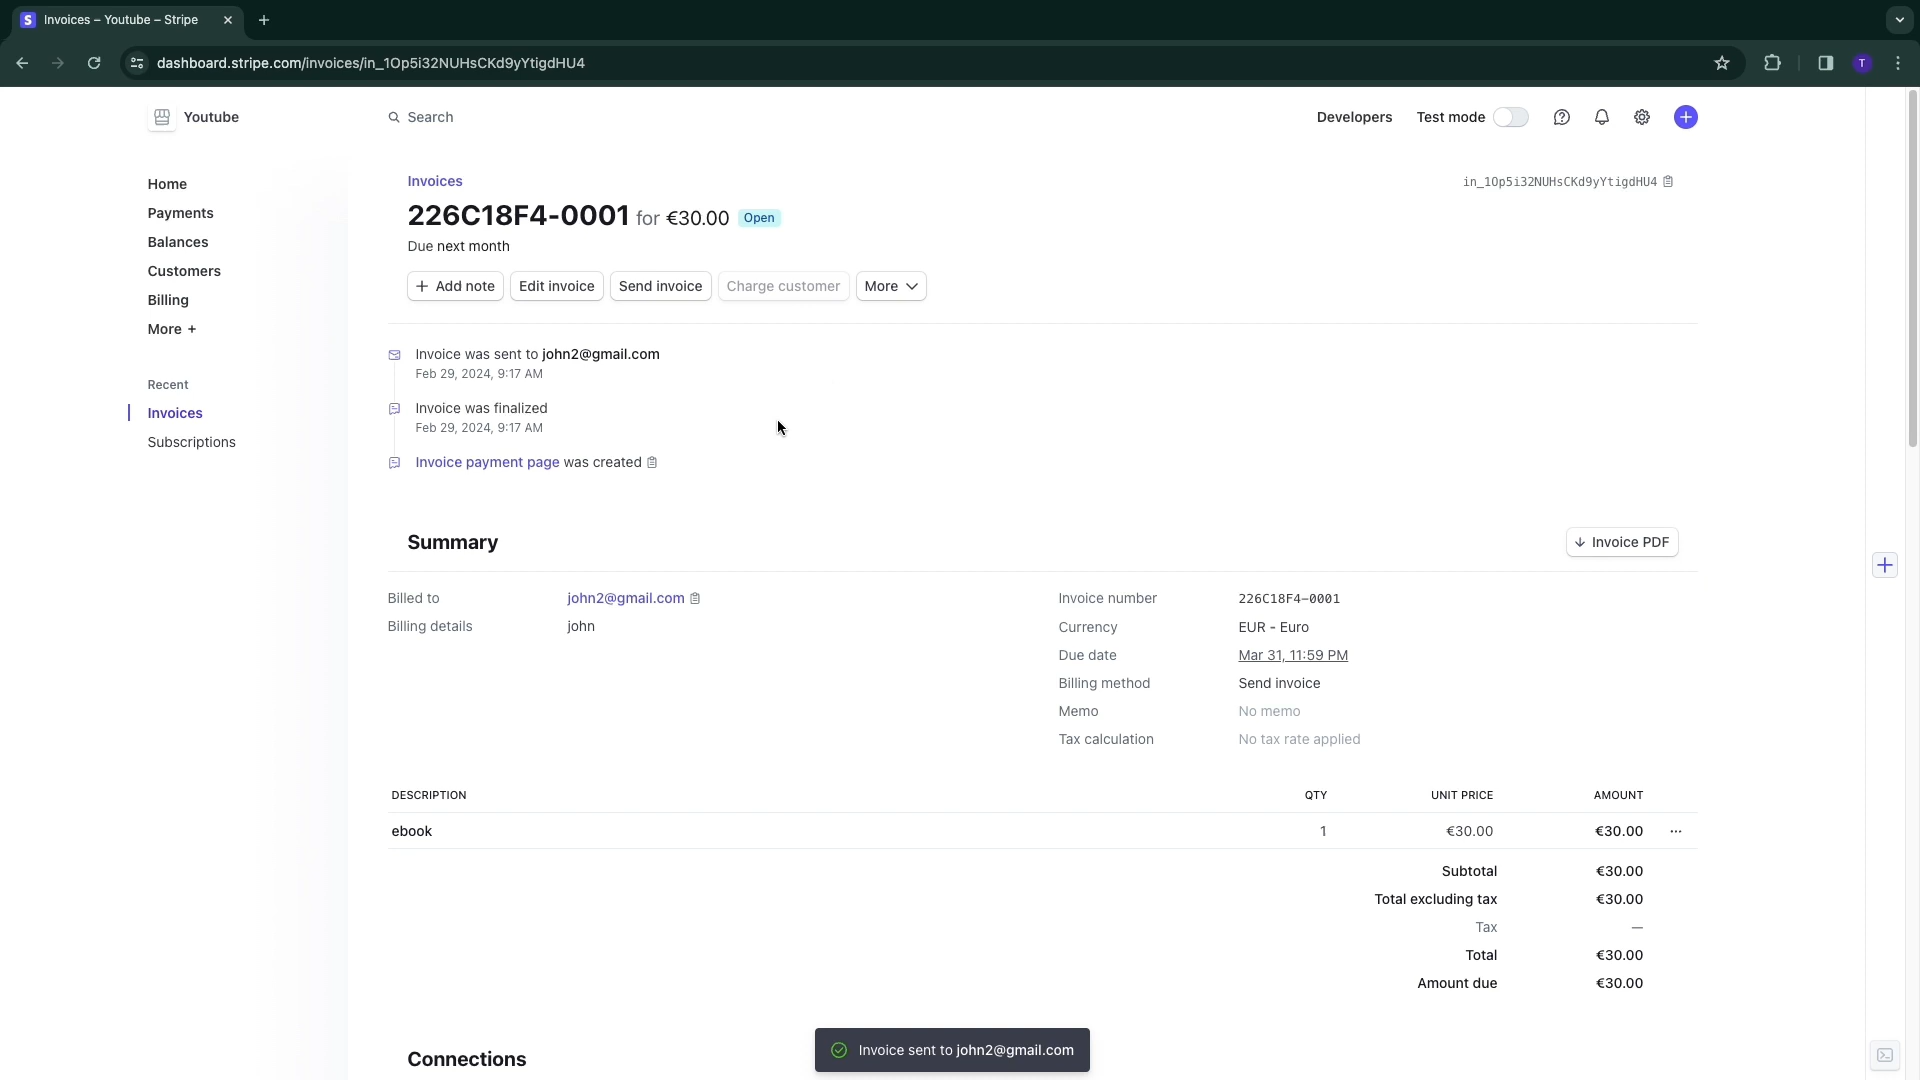 Invoices – Youtube – Stripe
dashboard.stripe.com/invoices/in_1Op5i32NUHsCKd9yYtigdHU4
T
Youtube
Search
Developers
Test mode
Home
Payments
Balances
Customers
Billing
More +
Recent
Invoices
Subscriptions
Invoices
in_1Op5i32NUHsCKd9yYtigdHU4
226C18F4-0001 for €30.00 Open
Due next month
+ Add note
Edit invoice
Send invoice
Charge customer
More
Invoice was sent to john2@gmail.com
Feb 29, 2024, 9:17 AM
Invoice was finalized
Feb 29, 2024, 9:17 AM
Invoice payment page was created
Summary
Invoice PDF
Billed to john2@gmail.com
Billing details john
Invoice number 226C18F4-0001
Currency EUR - Euro
Due date Mar 31, 11:59 PM
Billing method Send invoice
Memo No memo
Tax calculation No tax rate applied
DESCRIPTION QTY UNIT PRICE AMOUNT
ebook 1 €30.00 €30.00
Subtotal €30.00
Total excluding tax €30.00
Tax —
Total €30.00
Amount due €30.00
Connections
Invoice sent to john2@gmail.com